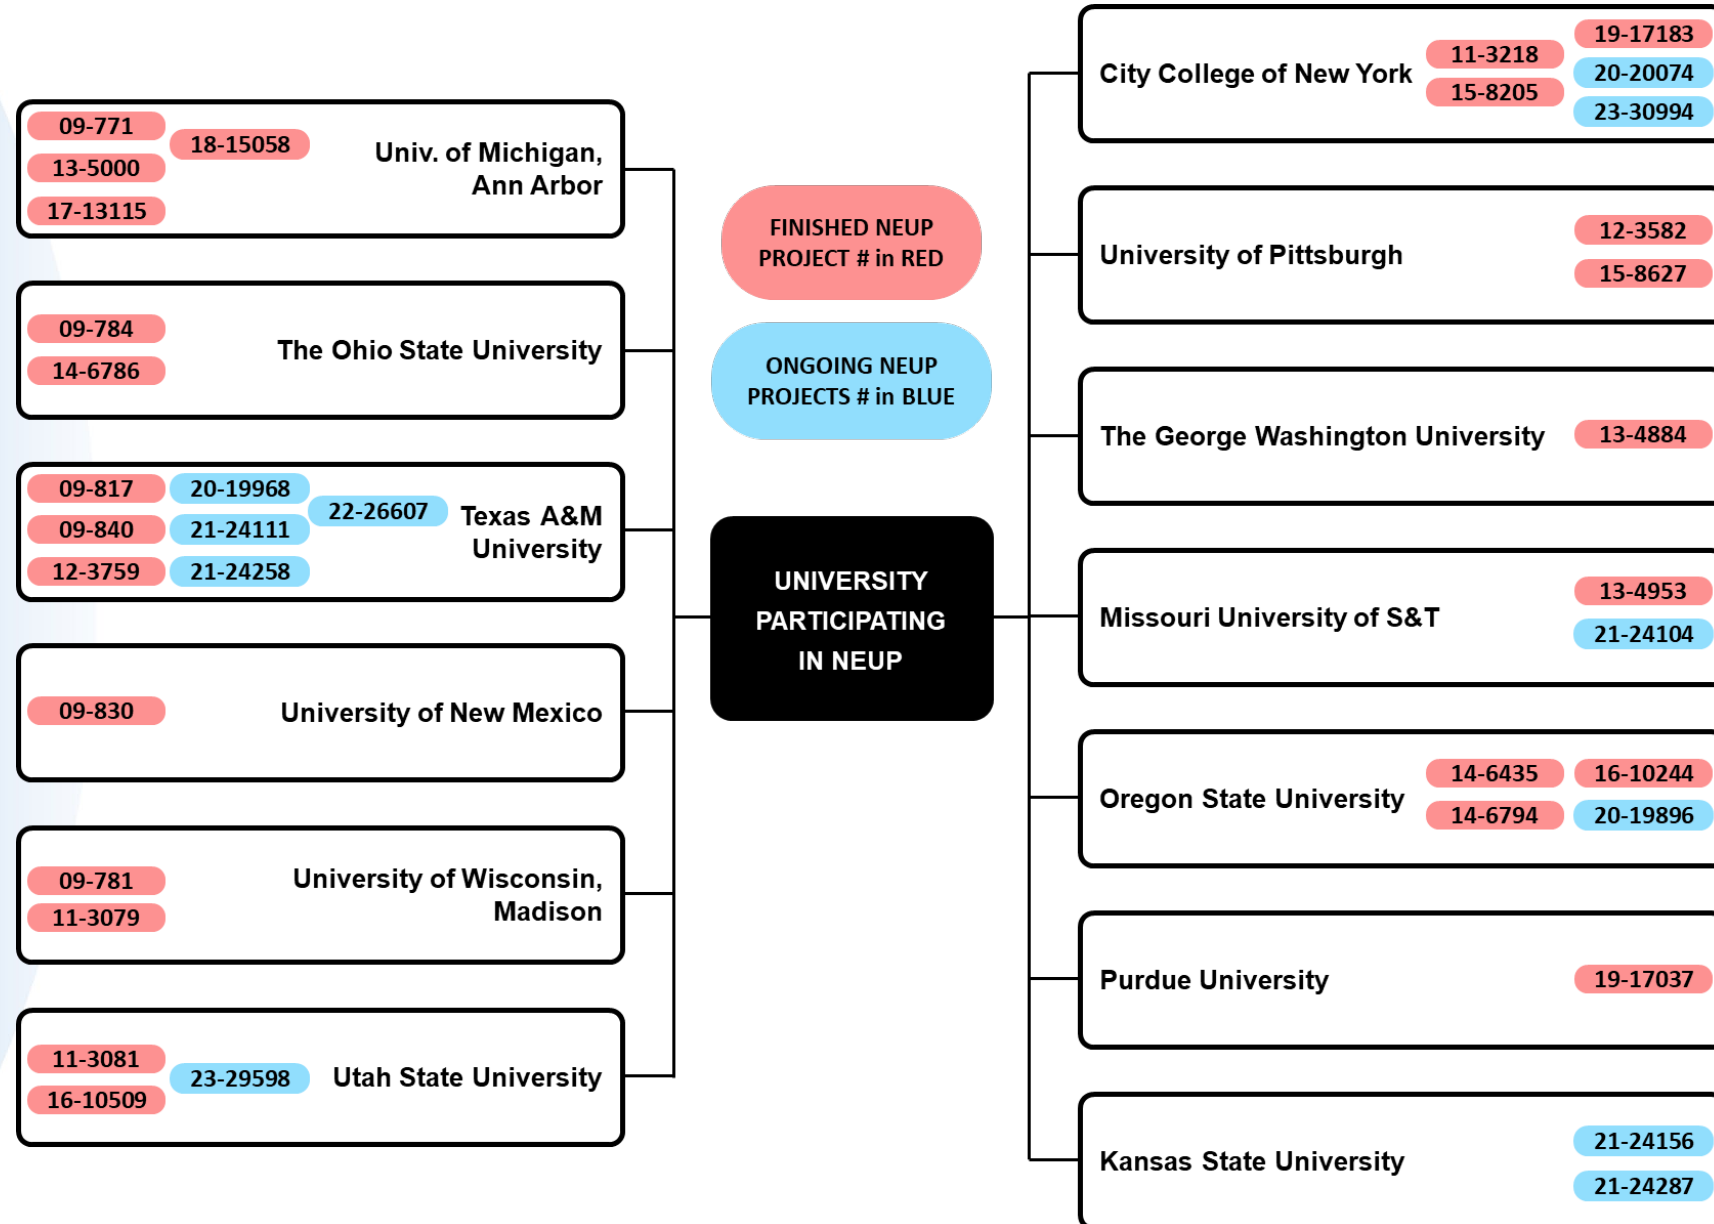 09-771
18-15058
13-5000
17-13115
Univ. of Michigan,
Ann Arbor
09-784
14-6786
The Ohio State University
09-817
20-19968
22-26607
09-840
21-24111
12-3759
21-24258
Texas A&M
University
09-830
University of New Mexico
09-781
11-3079
University of Wisconsin,
Madison
11-3081
23-29598
16-10509
Utah State University
FINISHED NEUP
PROJECT # in RED
ONGOING NEUP
PROJECTS # in BLUE
UNIVERSITY
PARTICIPATING
IN NEUP
City College of New York
11-3218
15-8205
19-17183
20-20074
23-30994
University of Pittsburgh
12-3582
15-8627
The George Washington University
13-4884
Missouri University of S&T
13-4953
21-24104
Oregon State University
14-6435
16-10244
14-6794
20-19896
Purdue University
19-17037
Kansas State University
21-24156
21-24287